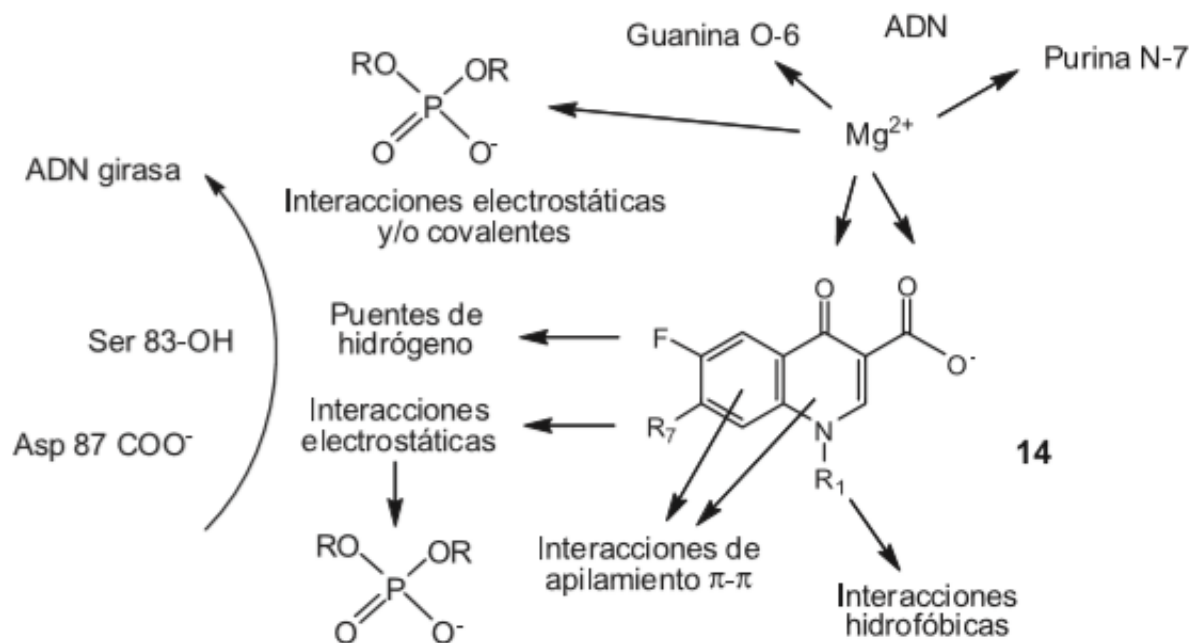 Guanina O-6
ADN
Purina N-7
RO
OR
P
O
O-
Mg2+
ADN girasa
Interacciones electrostáticas
y/o covalentes
O
O
O-
Puentes de
hidrógeno
F
Ser 83-OH
Interacciones
electrostáticas
R7
N
R1
14
Asp 87 COO-
RO
OR
P
O
O-
Interacciones de
apilamiento π-π
Interacciones
hidrofóbicas